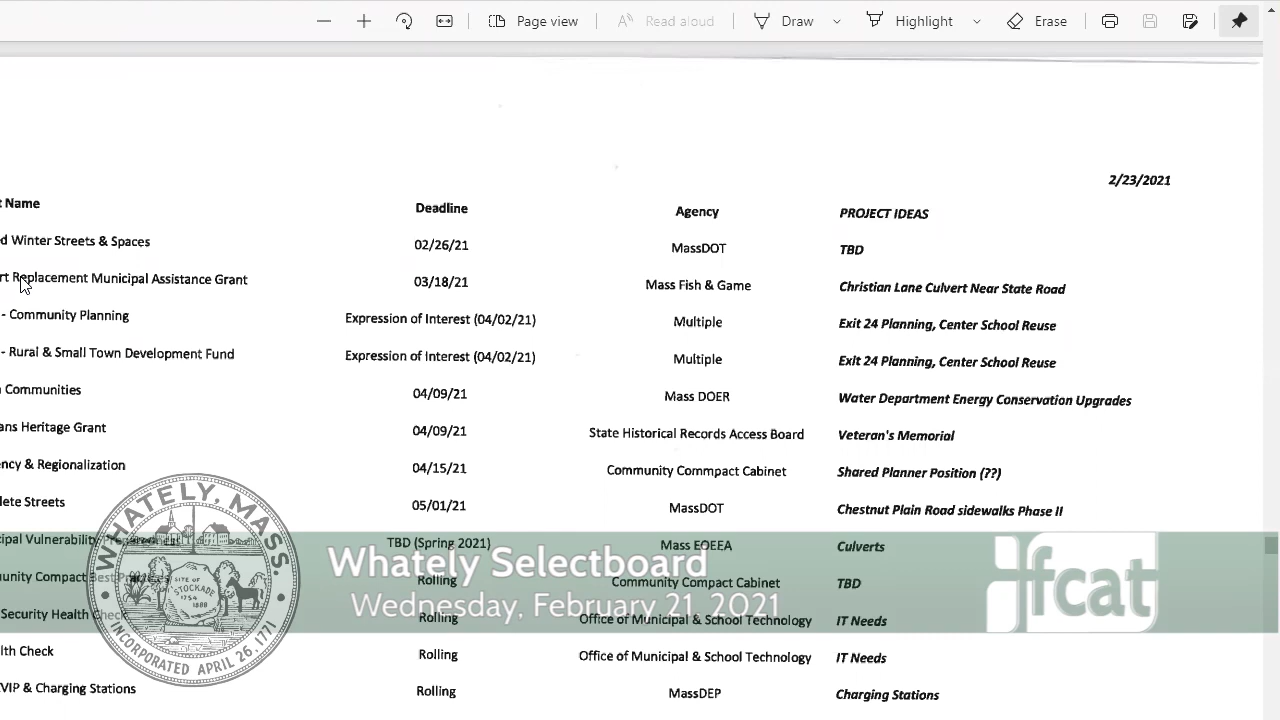 Page view Read aloud Draw Highlight Erase
2/23/2021
t Name Deadline Agency PROJECT IDEAS
d Winter Streets & Spaces 02/26/21 MassDOT TBD
rt Replacement Municipal Assistance Grant 03/18/21 Mass Fish & Game Christian Lane Culvert Near State Road
- Community Planning Expression of Interest (04/02/21) Multiple Exit 24 Planning, Center School Reuse
- Rural & Small Town Development Fund Expression of Interest (04/02/21) Multiple Exit 24 Planning, Center School Reuse
Communities 04/09/21 Mass DOER Water Department Energy Conservation Upgrades
ans Heritage Grant 04/09/21 State Historical Records Access Board Veteran's Memorial
ncy & Regionalization 04/15/21 Community Commpact Cabinet Shared Planner Position (??)
lete Streets 05/01/21 MassDOT Chestnut Plain Road sidewalks Phase II
cipal Vulnerability TBD (Spring 2021) Mass EOEEA Culverts
unity Compact Best Practices Rolling Community Compact Cabinet TBD
Security Health Check Rolling Office of Municipal & School Technology IT Needs
lth Check Rolling Office of Municipal & School Technology IT Needs
VIP & Charging Stations Rolling MassDEP Charging Stations
Whately Selectboard
Wednesday, February 21, 2021
fcat
WHATELY, MASS.
SITE OF
STOCKADE
1754
1888
INCORPORATED APRIL 26, 1771